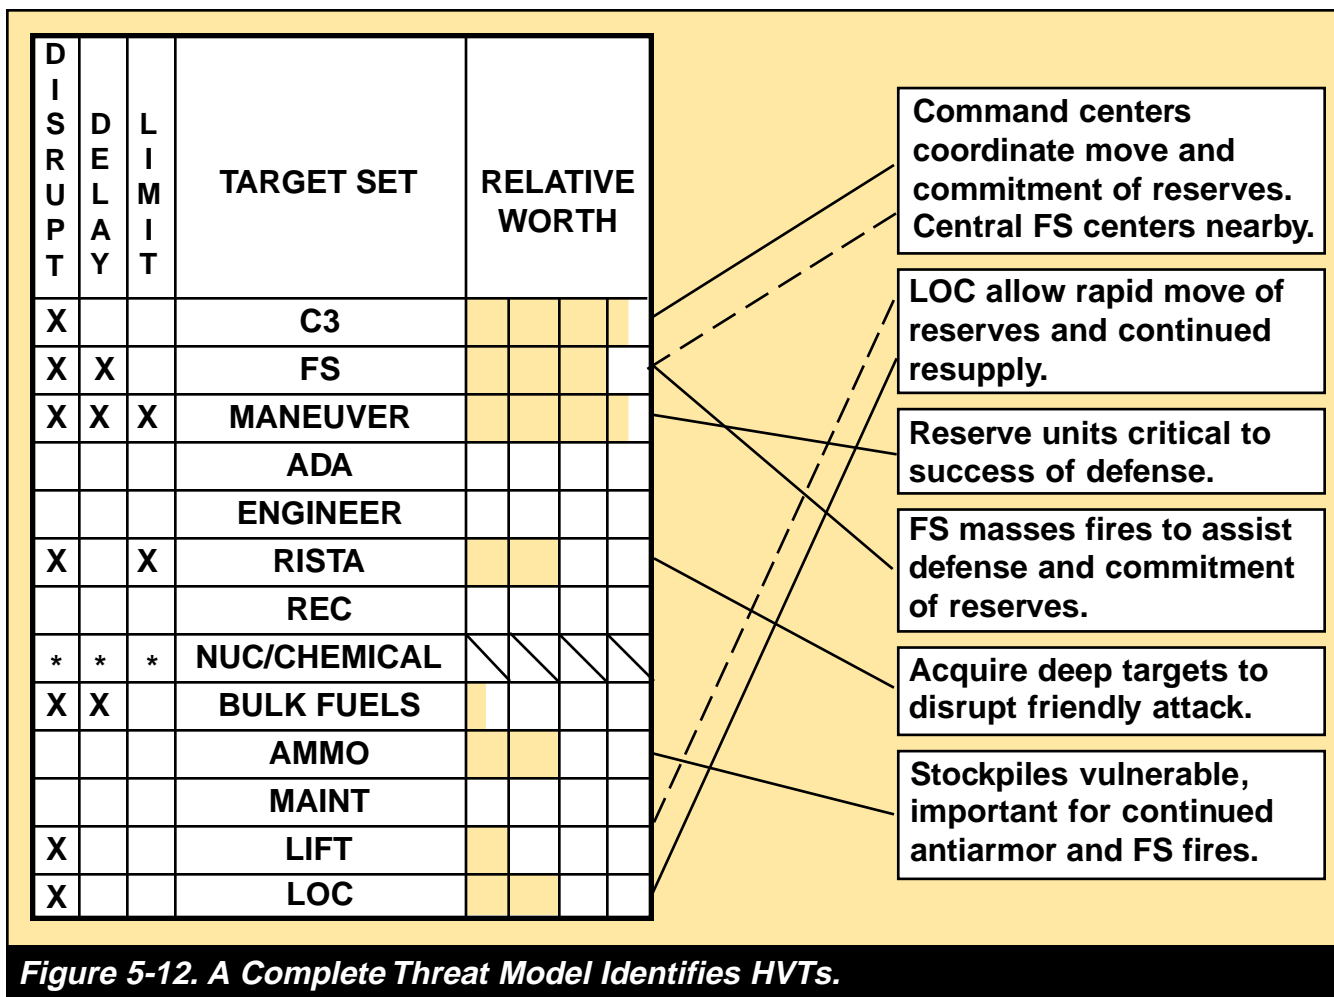 DISRUPT
DELAY
LIMIT
TARGET SET
RELATIVE
WORTH
X C3
X X FS
X X X MANEUVER
ADA
ENGINEER
X X RISTA
REC
* * * NUC/CHEMICAL
X X BULK FUELS
AMMO
MAINT
X LIFT
X LOC
Command centers
coordinate move and
commitment of reserves.
Central FS centers nearby.
LOC allow rapid move of
reserves and continued
resupply.
Reserve units critical to
success of defense.
FS masses fires to assist
defense and commitment
of reserves.
Acquire deep targets to
disrupt friendly attack.
Stockpiles vulnerable,
important for continued
antiarmor and FS fires.
Figure 5-12. A Complete Threat Model Identifies HVTs.